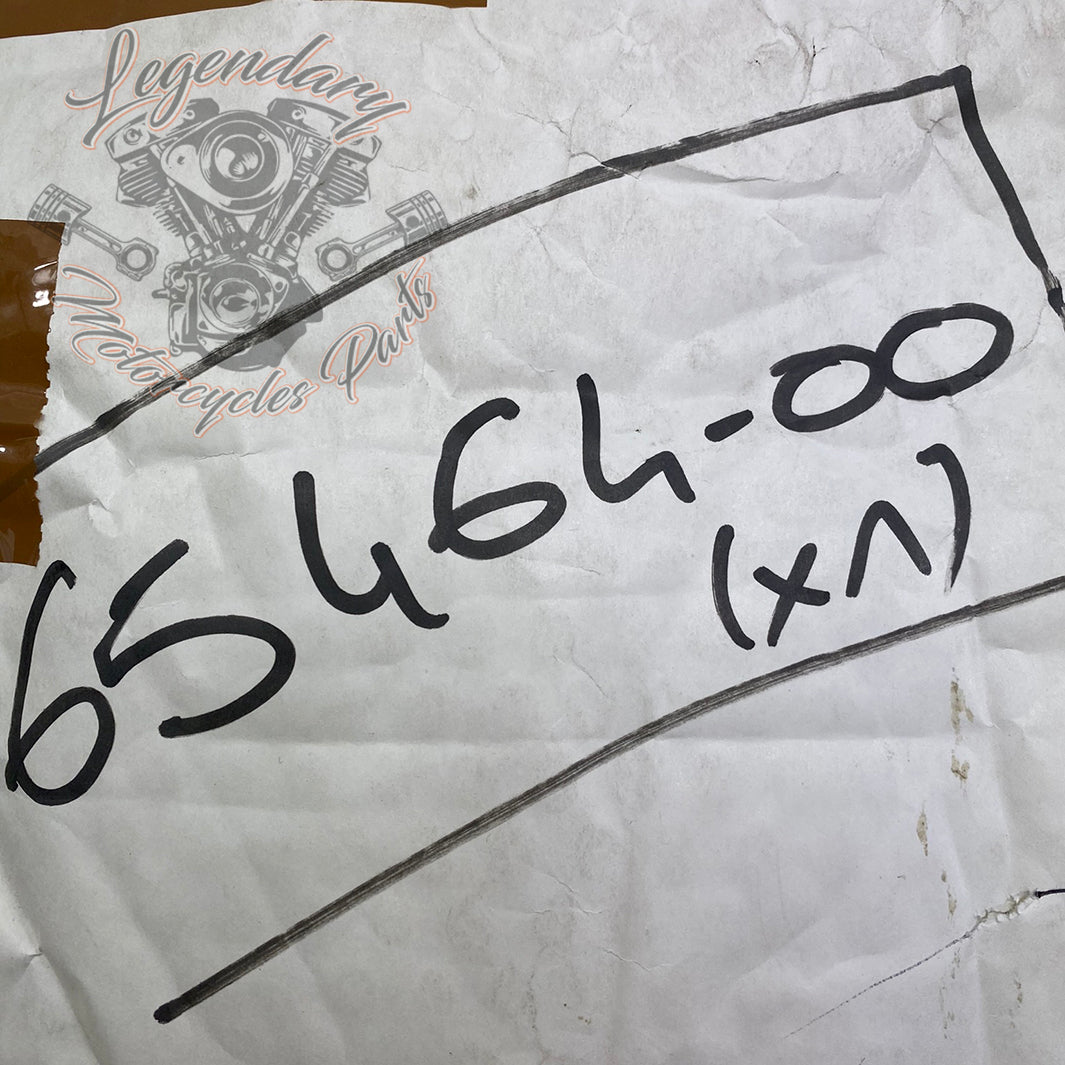 Legendary
Motorcycles Parts
65464-00
(x1)